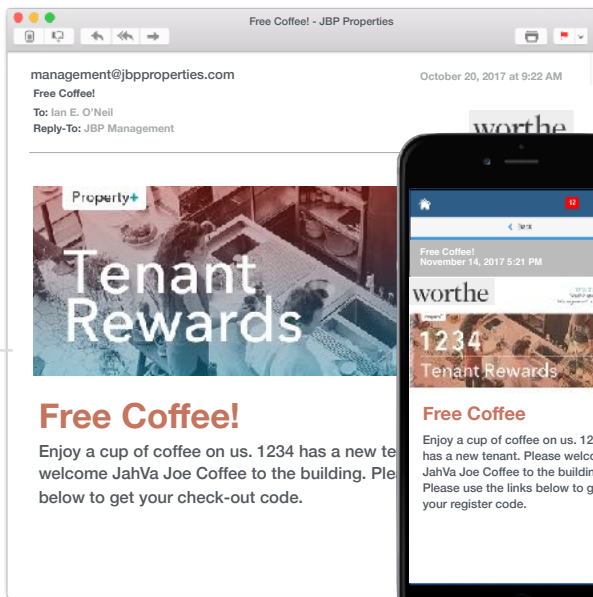 Free Coffee! - JBP Properties
management@jbpproperties.com
October 20, 2017 at 9:22 AM
Free Coffee!
To: Ian E. O'Neil
Reply-To: JBP Management
worthe
Property+
Tenant
Rewards
Free Coffee!
Enjoy a cup of coffee on us. 1234 has a new te
welcome JahVa Joe Coffee to the building. Ple
below to get your check-out code.
12
Back
Free Coffee!
November 14, 2017 5:21 PM
worthe
1234
Tenant Rewards
Free Coffee
Enjoy a cup of coffee on us. 12
has a new tenant. Please welco
JahVa Joe Coffee to the buildin
Please use the links below to g
your register code.